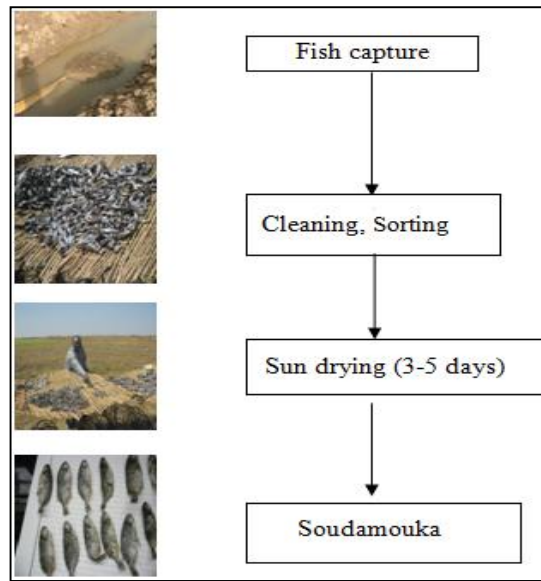 Fish capture
Cleaning, Sorting
Sun drying (3-5 days)
Soudamouka